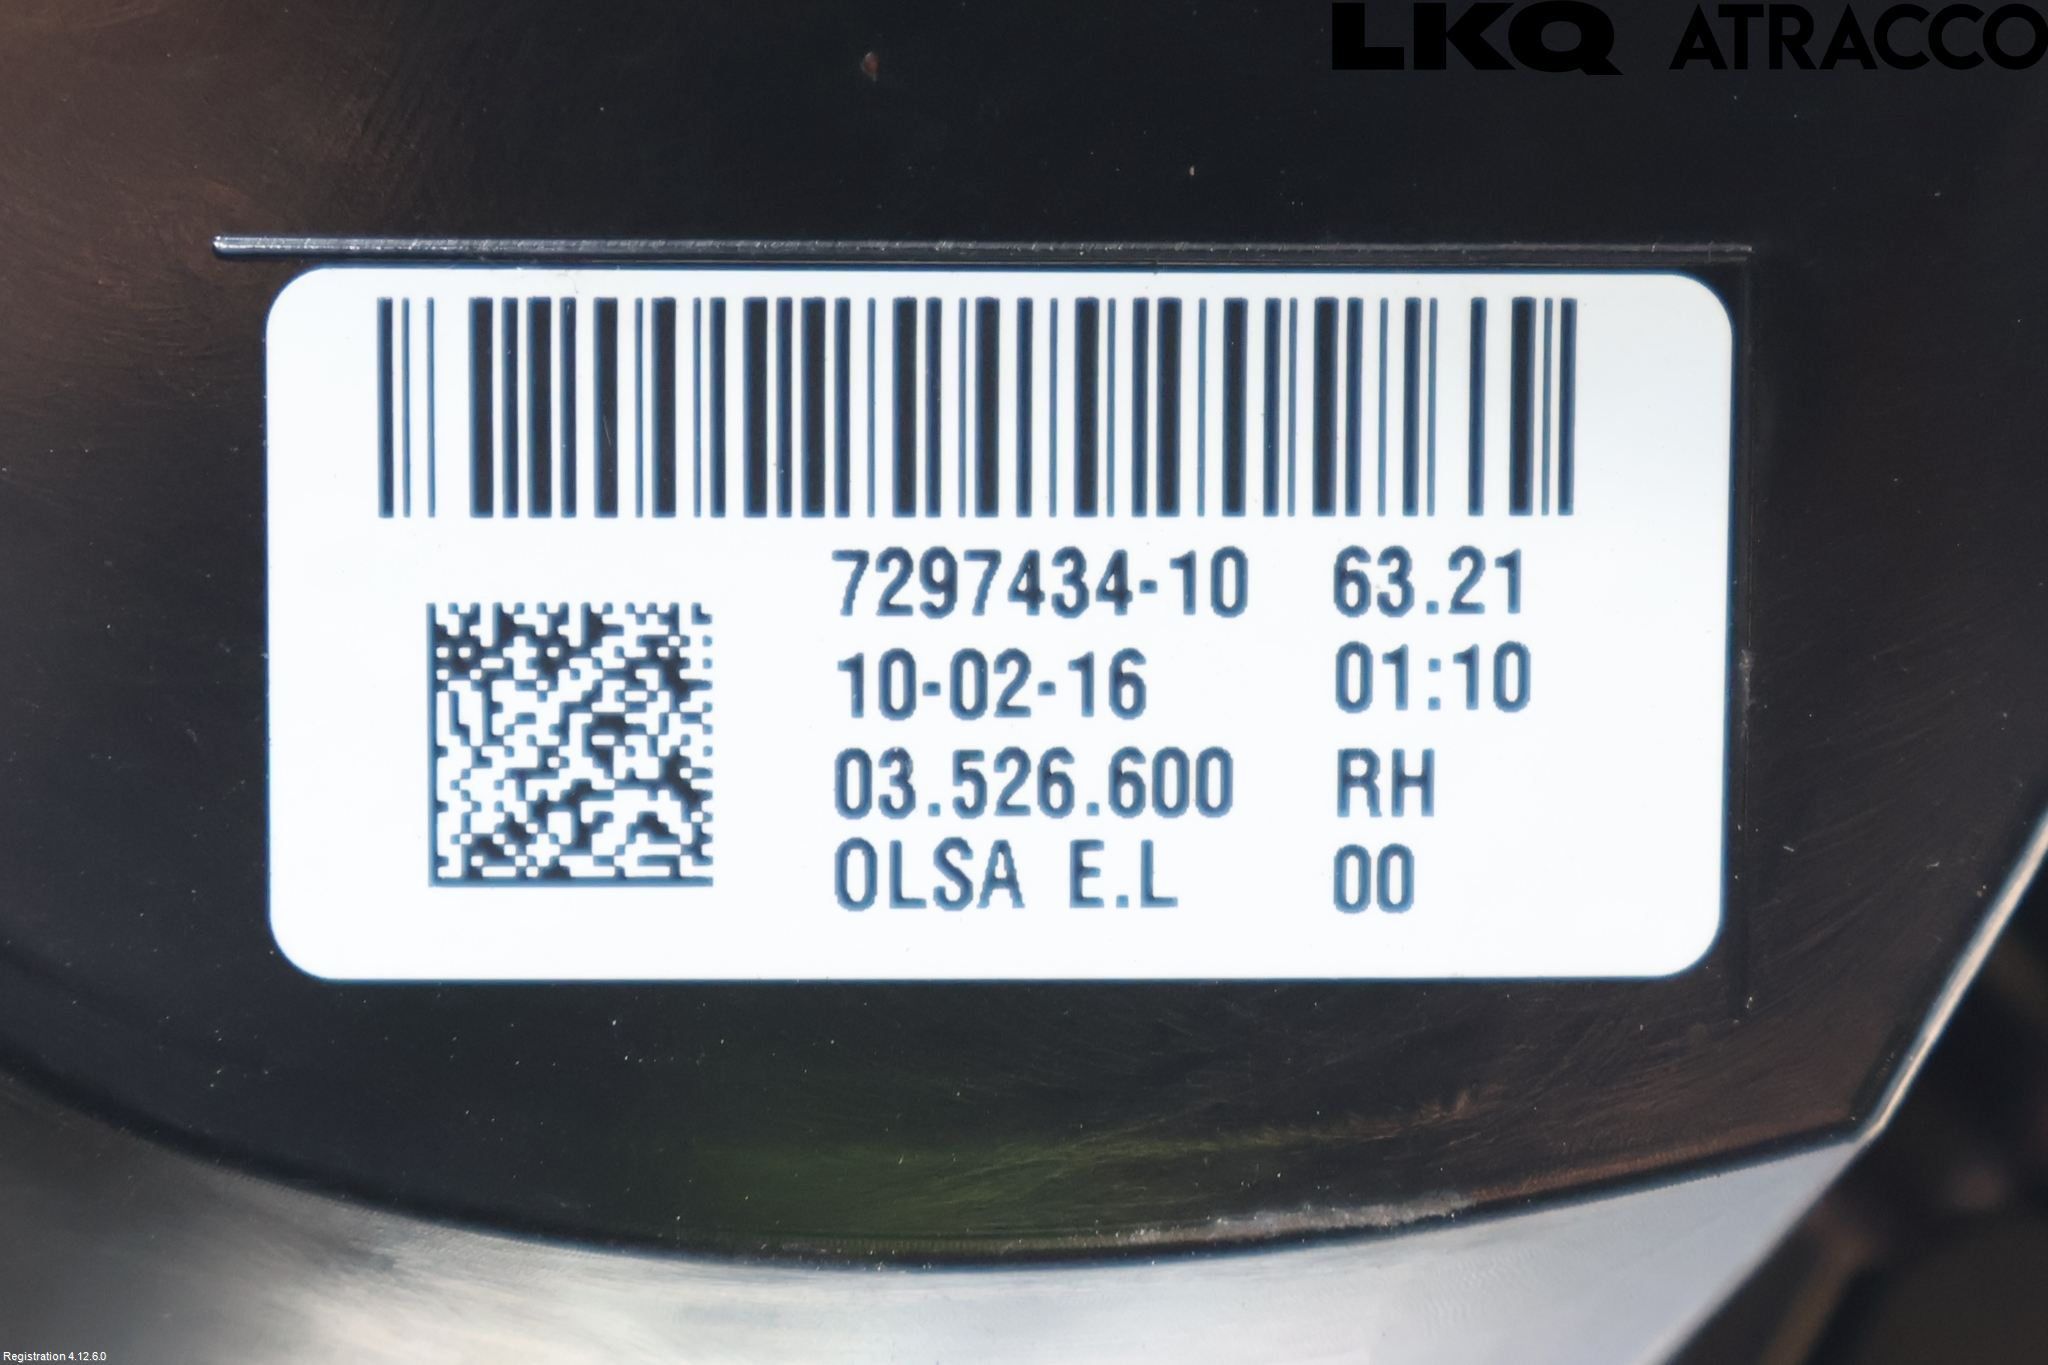 LKQ ATRACCO
7297434-10 63.21
10-02-16 01:10
03.526.600 RH
OLSA E.L 00
Registration 4.12.6.0